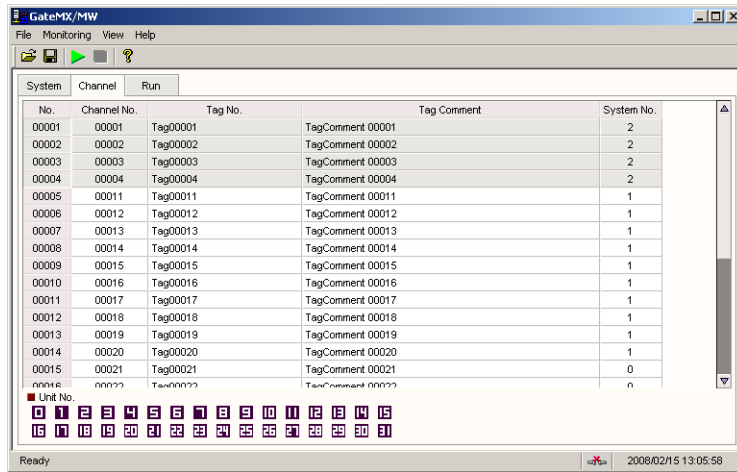 GateMX/MW
File Monitoring View Help
System Channel Run
No. Channel No. Tag No. Tag Comment System No.
00001 00001 Tag00001 TagComment 00001 2
00002 00002 Tag00002 TagComment 00002 2
00003 00003 Tag00003 TagComment 00003 2
00004 00004 Tag00004 TagComment 00004 2
00005 00011 Tag00011 TagComment 00011 1
00006 00012 Tag00012 TagComment 00012 1
00007 00013 Tag00013 TagComment 00013 1
00008 00014 Tag00014 TagComment 00014 1
00009 00015 Tag00015 TagComment 00015 1
00010 00016 Tag00016 TagComment 00016 1
00011 00017 Tag00017 TagComment 00017 1
00012 00018 Tag00018 TagComment 00018 1
00013 00019 Tag00019 TagComment 00019 1
00014 00020 Tag00020 TagComment 00020 1
00015 00021 Tag00021 TagComment 00021 0
00016 00022 Tag00022 TagComment 00022 0
Unit No.
0 1 2 3 4 5 6 7 8 9 10 11 12 13 14 15
16 17 18 19 20 21 22 23 24 25 26 27 28 29 30 31
Ready 2008/02/15 13:05:58